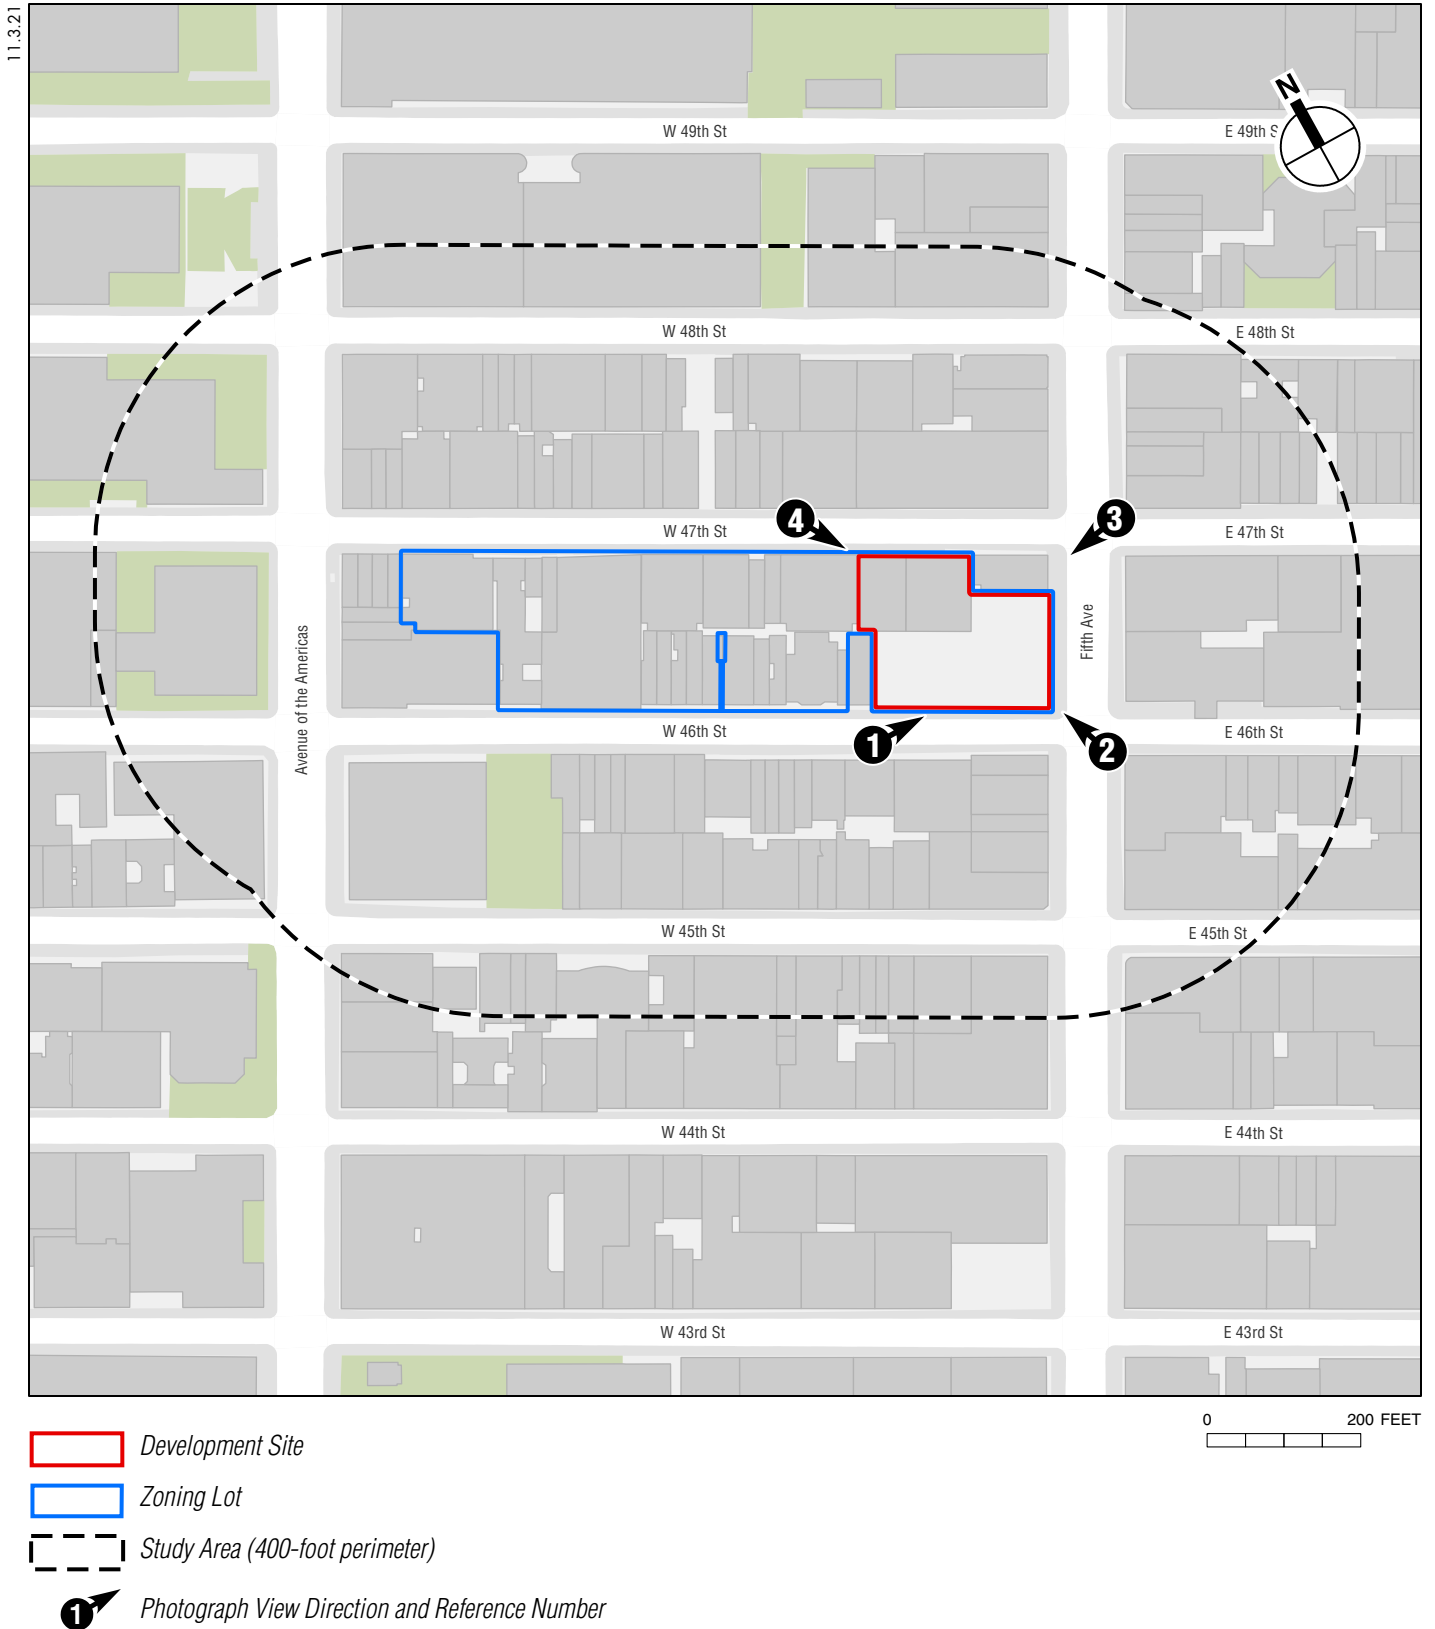 11.3.21
W 49th St
E 49th S
N
W 48th St
E 48th St
W 47th St
E 47th St
4
3
Avenue of the Americas
Fifth Ave
W 46th St
E 46th St
1
2
W 45th St
E 45th St
W 44th St
E 44th St
W 43rd St
E 43rd St
0 200 FEET
Development Site
Zoning Lot
Study Area (400-foot perimeter)
1 Photograph View Direction and Reference Number